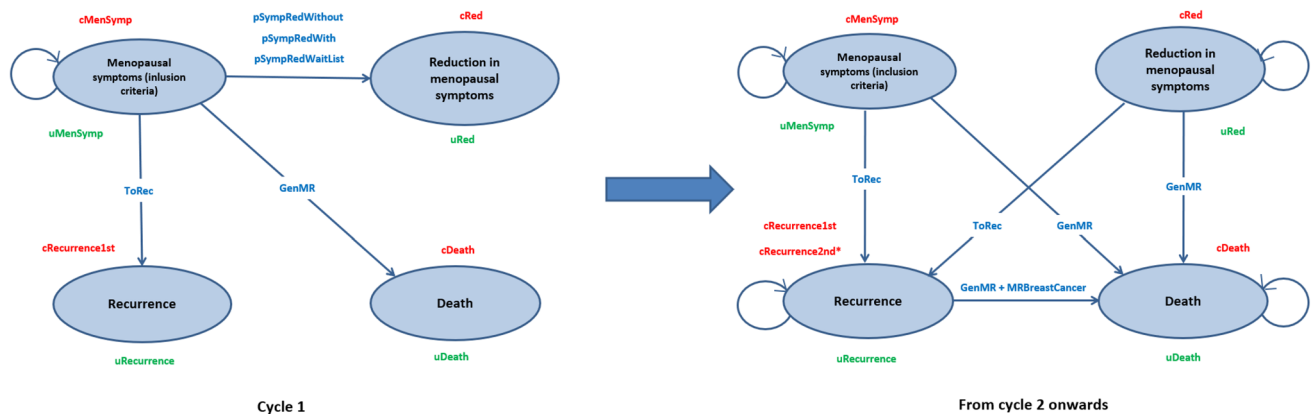 cMenSymp
pSympRedWithout
pSympRedWith
pSympRedWaitList
cRed
Menopausal
symptoms (inlusion
criteria)
Reduction in
menopausal
symptoms
uMenSymp
uRed
ToRec
GenMR
cRecurrence1st
cDeath
Recurrence
Death
uRecurrence
uDeath
Cycle 1
cMenSymp
cRed
Menopausal
symptoms (inclusion
criteria)
Reduction in
menopausal
symptoms
uMenSymp
uRed
ToRec
GenMR
ToRec
GenMR
cRecurrence1st
cRecurrence2nd*
cDeath
Recurrence
GenMR + MRBreastCancer
Death
uRecurrence
uDeath
From cycle 2 onwards